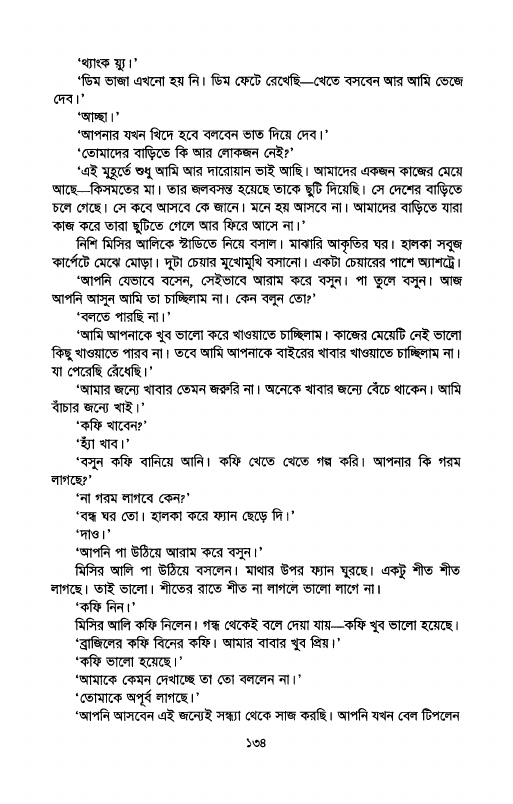 ‘থ্যাংক য়্যু।’
‘ডিম ভাজা এখনো হয় নি। ডিম ফেটে রেখেছি—খেতে বসবেন আর আমি ভেজে
দেব।’
‘আচ্ছা।’
‘আপনার যখন খিদে হবে বলবেন ভাত দিয়ে দেব।’
‘তোমাদের বাড়িতে কি আর লোকজন নেই?’
‘এই মুহূর্তে শুধু আমি আর দারোয়ান ভাই আছি। আমাদের একজন কাজের মেয়ে
আছে—কিসমতের মা। তার জলবসন্ত হয়েছে তাকে ছুটি দিয়েছি। সে দেশের বাড়িতে
চলে গেছে। সে কবে আসবে কে জানে। মনে হয় আসবে না। আমাদের বাড়িতে যারা
কাজ করে তারা ছুটিতে গেলে আর ফিরে আসে না।’
নিশি মিসির আলিকে স্টাডিতে নিয়ে বসাল। মাঝারি আকৃতির ঘর। হালকা সবুজ
কার্পেটে মেঝে মোড়া। দুটা চেয়ার মুখোমুখি বসানো। একটা চেয়ারের পাশে অ্যাশট্রে।
‘আপনি যেভাবে বসেন, সেইভাবে আরাম করে বসুন। পা তুলে বসুন। আজ
আপনি আসুন আমি তা চাচ্ছিলাম না। কেন বলুন তো?’
‘বলতে পারছি না।’
‘আমি আপনাকে খুব ভালো করে খাওয়াতে চাচ্ছিলাম। কাজের মেয়েটি নেই ভালো
কিছু খাওয়াতে পারব না। তবে আমি আপনাকে বাইরের খাবার খাওয়াতে চাচ্ছিলাম না।
যা পেরেছি রেঁধেছি।’
‘আমার জন্যে খাবার তেমন জরুরি না। অনেকে খাবার জন্যে বেঁচে থাকেন। আমি
বাঁচার জন্যে খাই।’
‘কফি খাবেন?’
‘হ্যাঁ খাব।’
‘বসুন কফি বানিয়ে আনি। কফি খেতে খেতে গল্প করি। আপনার কি গরম
লাগছে?’
‘না গরম লাগবে কেন?’
‘বন্ধ ঘর তো। হালকা করে ফ্যান ছেড়ে দি।’
‘দাও।’
‘আপনি পা উঠিয়ে আরাম করে বসুন।’
মিসির আলি পা উঠিয়ে বসলেন। মাথার উপর ফ্যান ঘুরছে। একটু শীত শীত
লাগছে। তাই ভালো। শীতের রাতে শীত না লাগলে ভালো লাগে না।
‘কফি নিন।’
মিসির আলি কফি নিলেন। গন্ধ থেকেই বলে দেয়া যায়—কফি খুব ভালো হয়েছে।
‘ব্রাজিলের কফি বিনের কফি। আমার বাবার খুব প্রিয়।’
‘কফি ভালো হয়েছে।’
‘আমাকে কেমন দেখাচ্ছে তা তো বললেন না।’
‘তোমাকে অপূর্ব লাগছে।’
‘আপনি আসবেন এই জন্যেই সন্ধ্যা থেকে সাজ করছি। আপনি যখন বেল টিপলেন
১৩৪